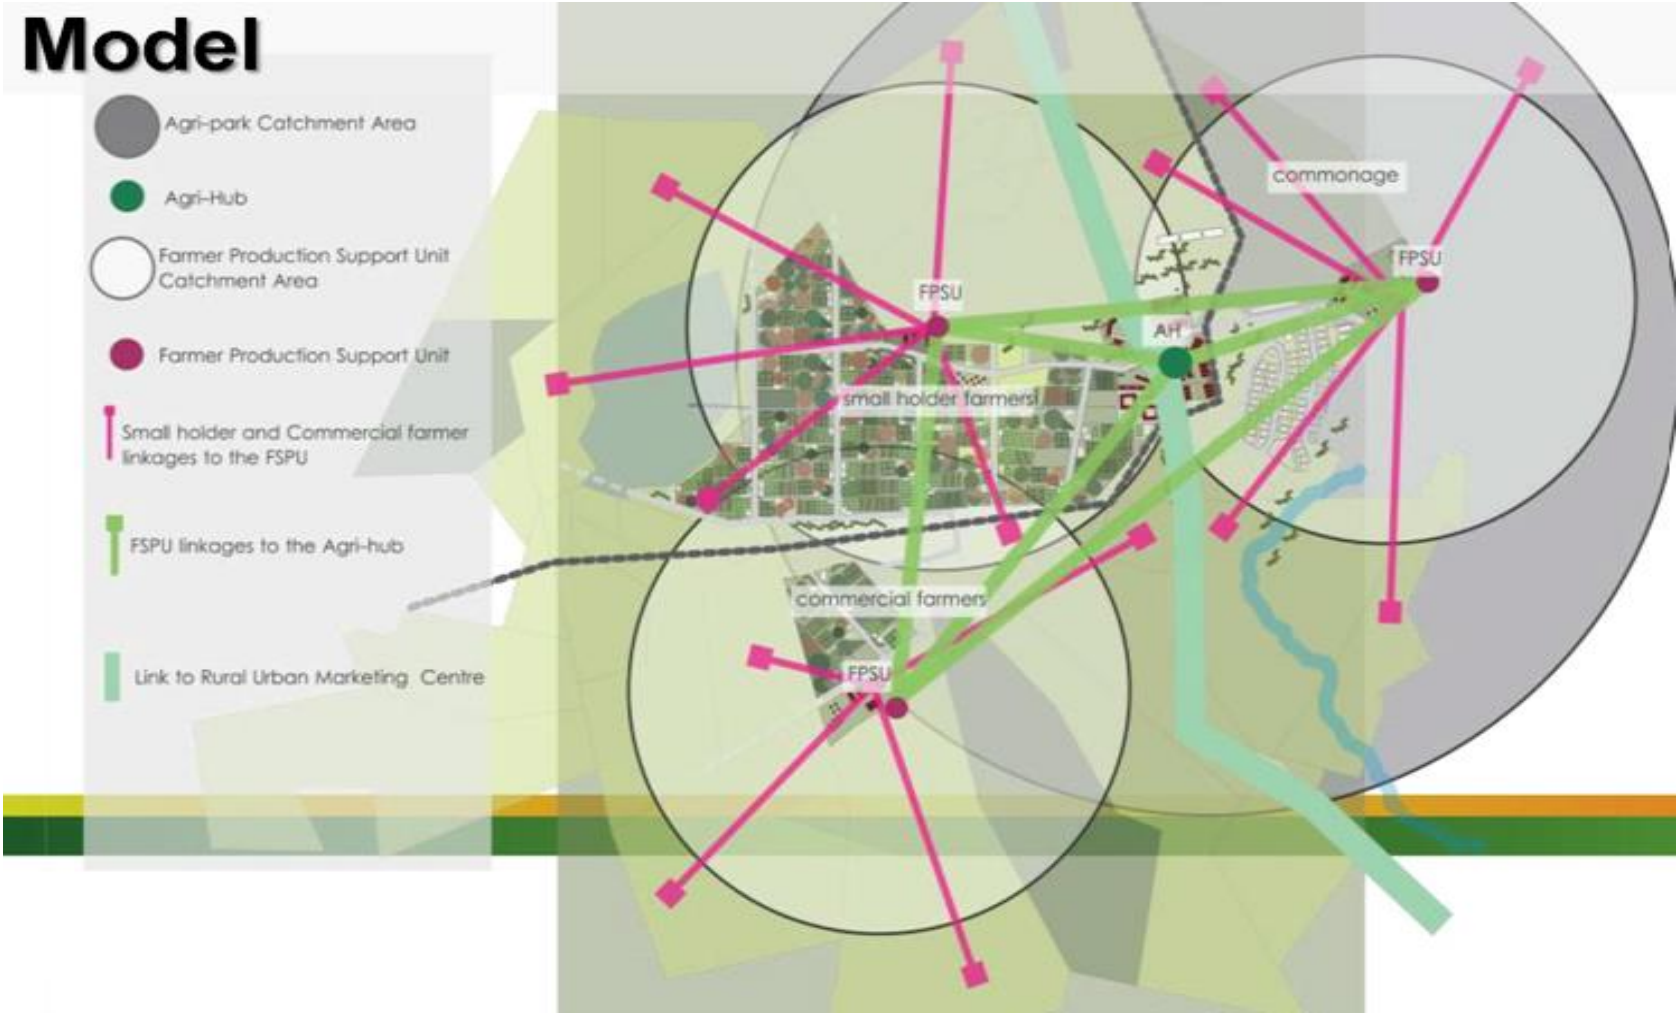 Model
Agri-park Catchment Area
Agri-Hub
Farmer Production Support Unit
Catchment Area
Farmer Production Support Unit
Small holder and Commercial farmer
linkages to the FSPU
FSPU linkages to the Agri-hub
Link to Rural Urban Marketing Centre
commonage
FPSU
FPSU
AH
small holder farmers
commercial farmers
FPSU